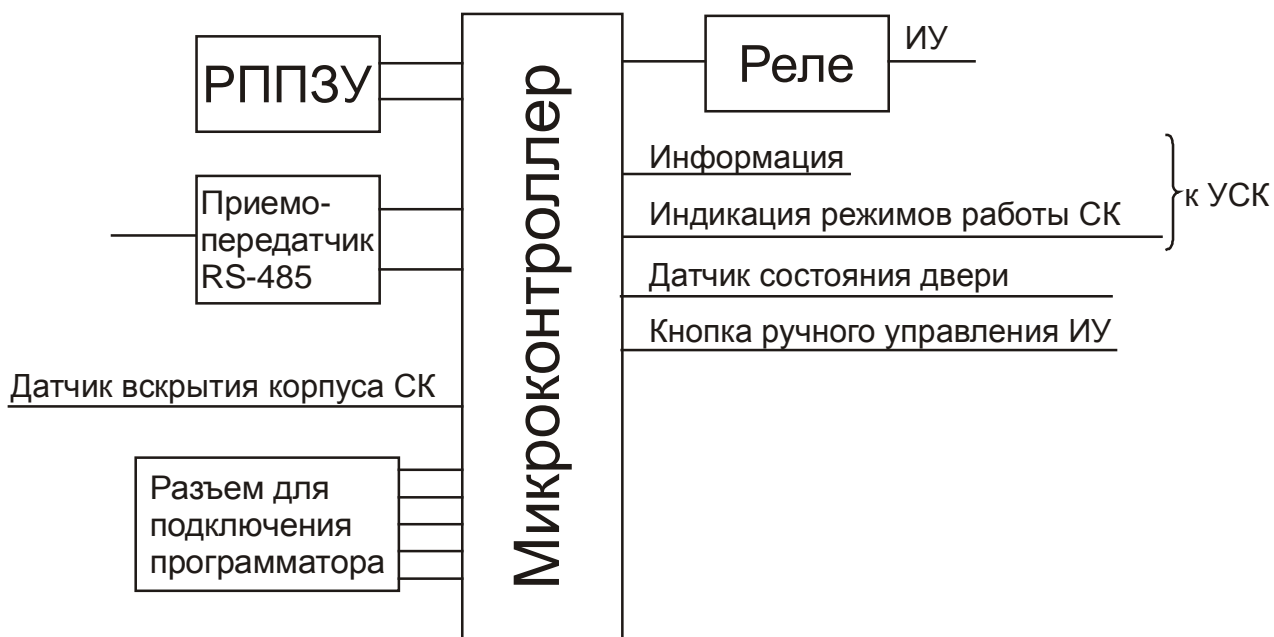 РППЗУ
Приемо-
передатчик
RS-485
Датчик вскрытия корпуса СК
Разъем для
подключения
программатора
Микроконтроллер
Реле
ИУ
Информация
Индикация режимов работы СК
к УСК
Датчик состояния двери
Кнопка ручного управления ИУ